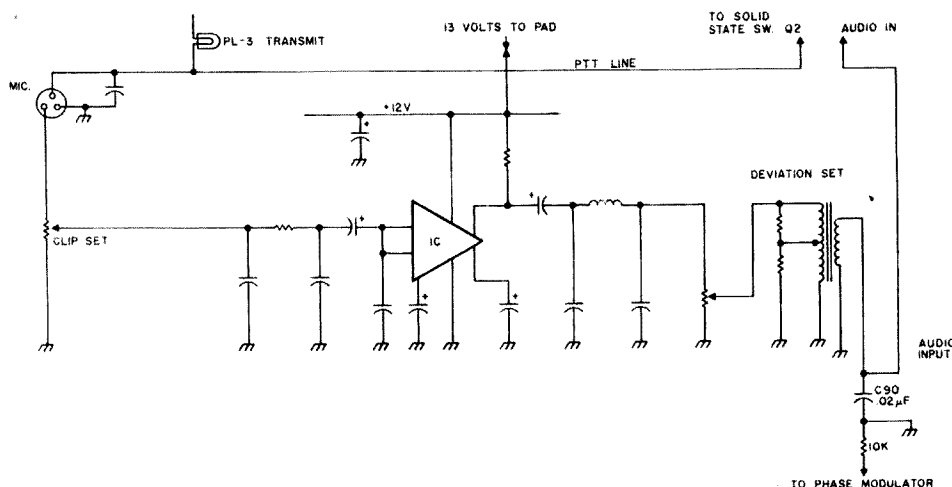 TO SOLID
STATE SW. Q2
AUDIO IN
13 VOLTS TO PAD
PL-3 TRANSMIT
PTT LINE
MIC.
+12V
+
DEVIATION SET
+
+
IC
CLIP SET
+
+
AUDIO
INPUT
C90
.02µF
10K
TO PHASE MODULATOR